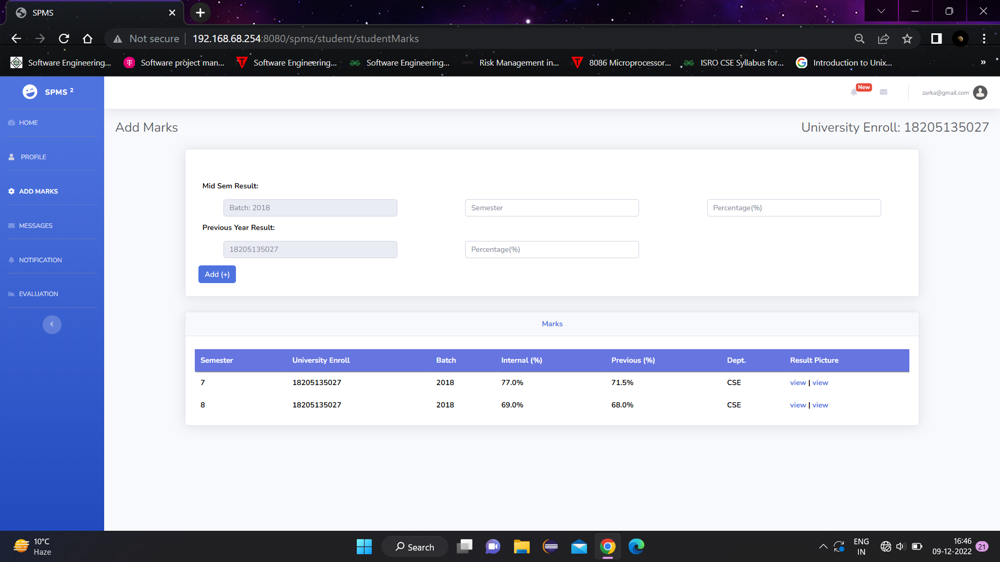 SPMS
Not secure 192.168.68.254:8080/spms/student/studentMarks
Software Engineering... Software project man... Software Engineering... Software Engineering... Risk Management in... 8086 Microprocessor... ISRO CSE Syllabus for... Introduction to Unix... »
SPMS 2
New
zarka@gmail.com
HOME
PROFILE
ADD MARKS
MESSAGES
NOTIFICATION
EVALUATION
Add Marks
University Enroll: 18205135027
Mid Sem Result:
Batch: 2018 Semester Percentage(%)
Previous Year Result:
18205135027 Percentage(%)
Add (+)
Marks
Semester University Enroll Batch Internal (%) Previous (%) Dept. Result Picture
7 18205135027 2018 77.0% 71.5% CSE view | view
8 18205135027 2018 69.0% 68.0% CSE view | view
10°C
Haze
Search
ENG
IN
16:46
09-12-2022
21